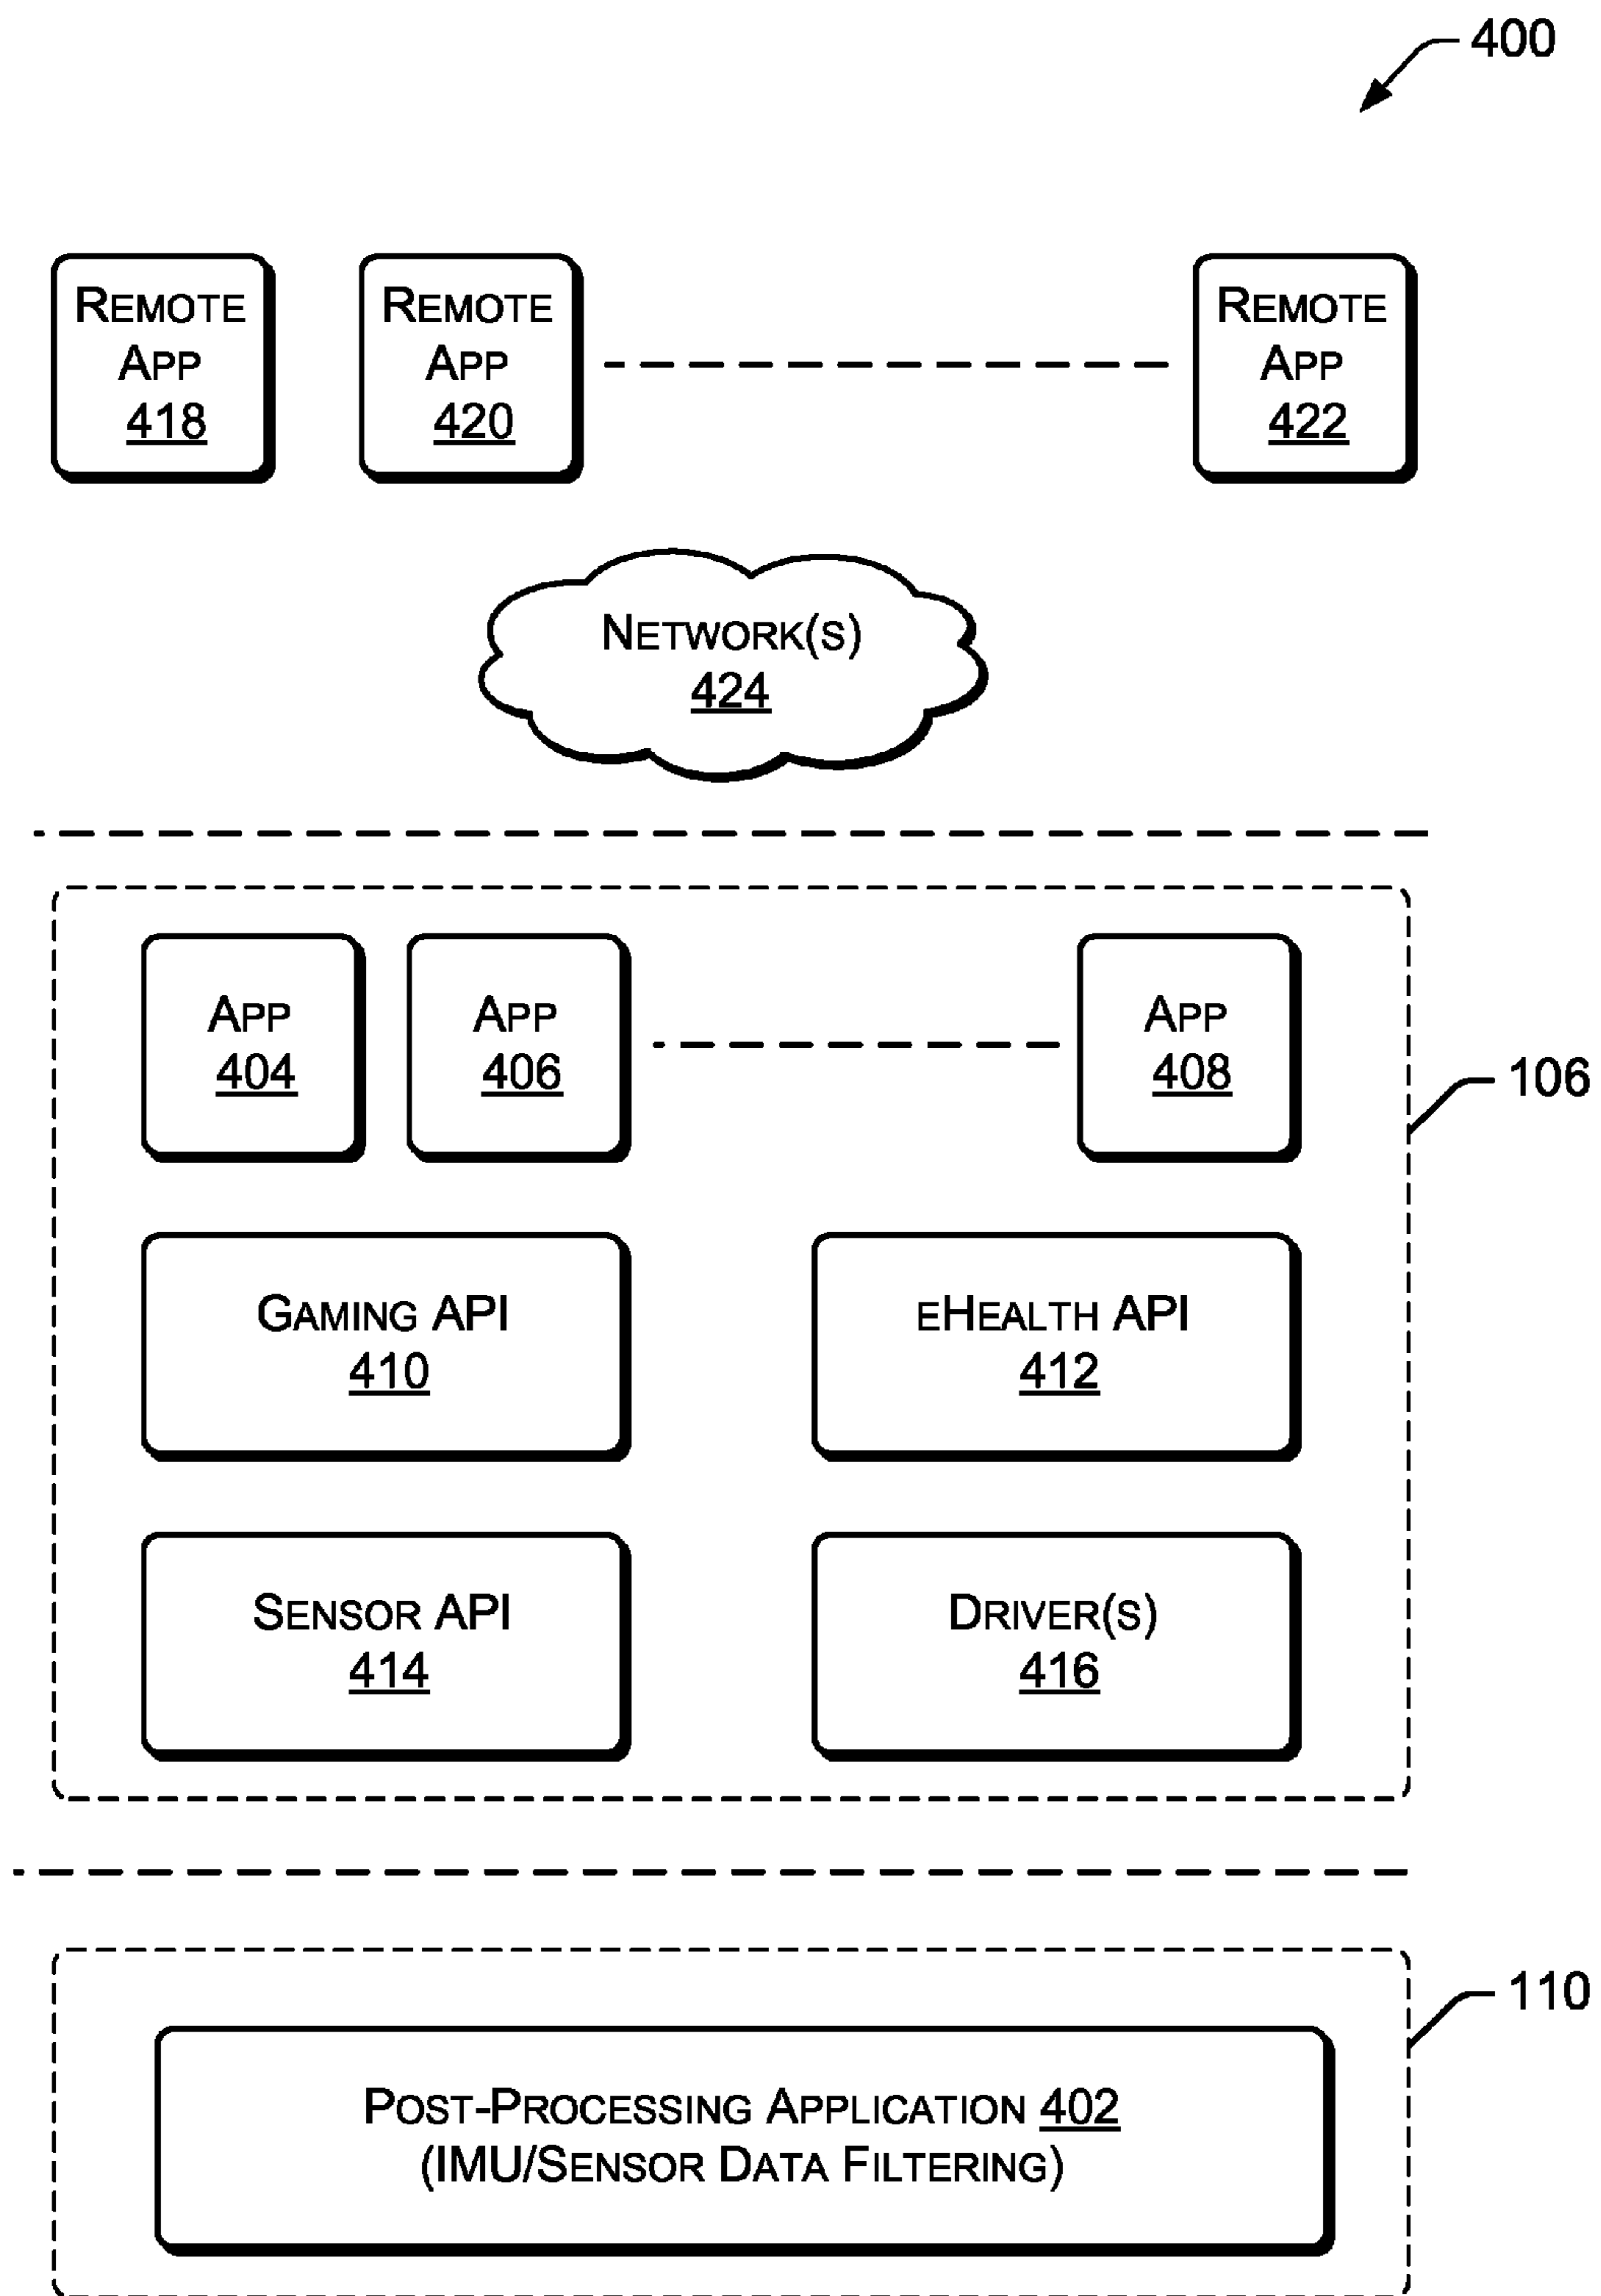 400
REMOTE
APP
418
REMOTE
APP
420
REMOTE
APP
422
NETWORK(S)
424
APP
404
APP
406
APP
408
106
GAMING API
410
EHEALTH API
412
SENSOR API
414
DRIVER(S)
416
110
POST-PROCESSING APPLICATION 402
(IMU/SENSOR DATA FILTERING)